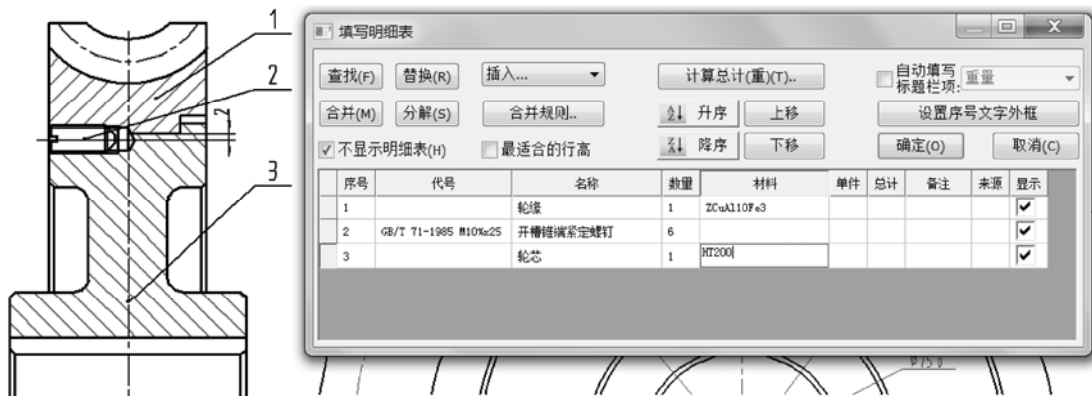 1
2
2
3
填写明细表
查找(F) 替换(R) 插入... 计算总计(重)(T).. 自动填写标题栏项: 重量
合并(M) 分解(S) 合并规则.. 升序 上移 设置序号文字外框
不显示明细表(H) 最适合的行高 降序 下移 确定(O) 取消(C)
序号 代号 名称 数量 材料 单件 总计 备注 来源 显示
1 轮缘 1 ZCuAl10Fe3
2 GB/T 71-1985 M10%x25 开槽锥端紧定螺钉 6
3 轮芯 1 HT200